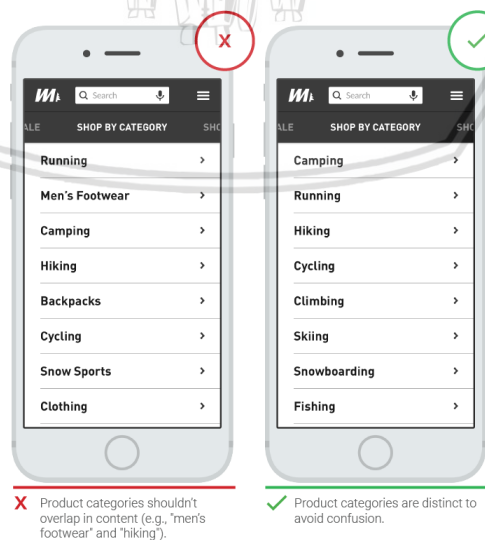 X
Search
ALE SHOP BY CATEGORY SHO
Running
Men's Footwear
Camping
Hiking
Backpacks
Cycling
Snow Sports
Clothing
X Product categories shouldn't
overlap in content (e.g., "men's
footwear" and "hiking").
Search
ALE SHOP BY CATEGORY SHO
Camping
Running
Hiking
Cycling
Climbing
Skiing
Snowboarding
Fishing
Product categories are distinct to
avoid confusion.